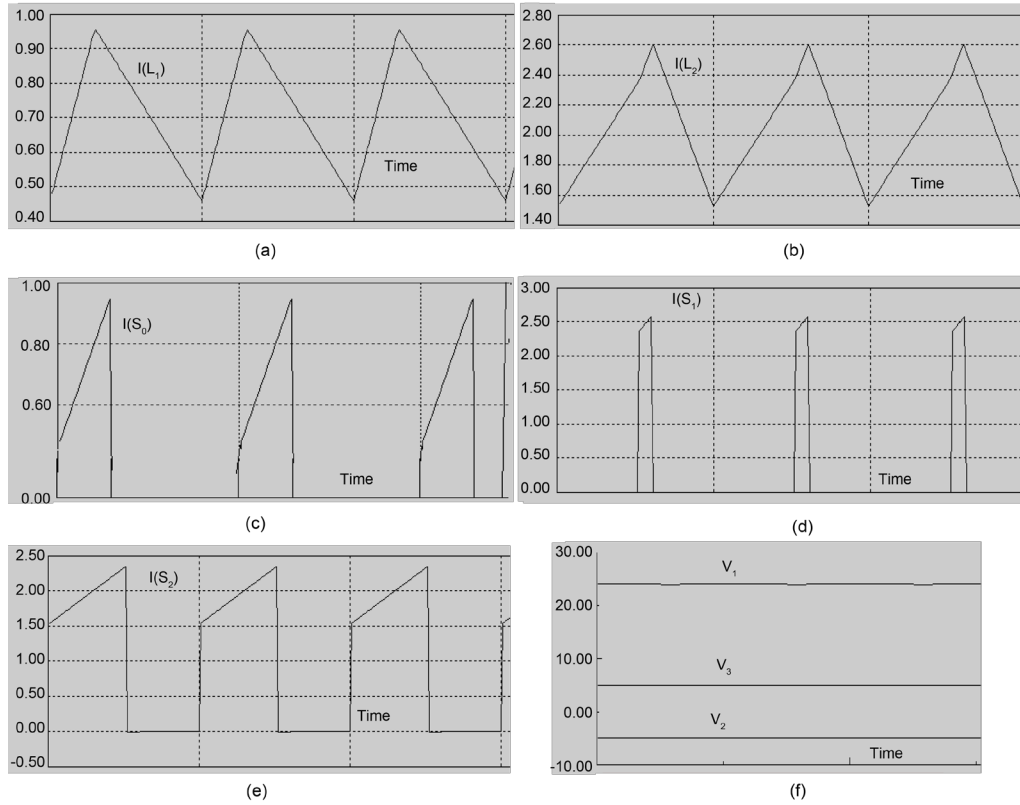 1.00
0.90
0.80
0.70
0.60
0.50
0.40
I(L₁)
Time
(a)
2.80
2.60
2.40
2.20
2.00
1.80
1.60
1.40
I(L₂)
Time
(b)
1.00
0.80
0.60
0.00
I(S₀)
Time
(c)
3.00
2.50
2.00
1.50
1.00
0.50
0.00
I(S₁)
Time
(d)
2.50
2.00
1.50
1.00
0.50
0.00
-0.50
I(S₂)
Time
(e)
30.00
20.00
10.00
0.00
-10.00
V₁
V₃
V₂
Time
(f)